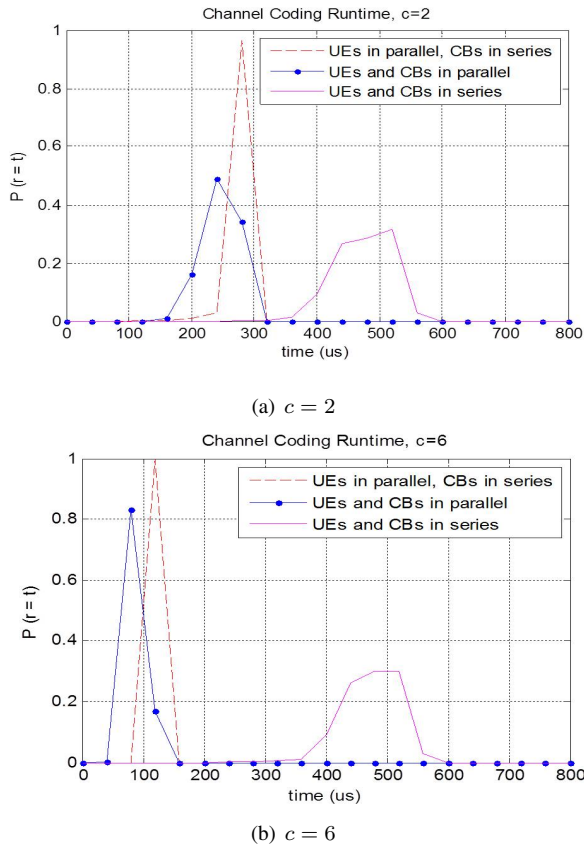 Channel Coding Runtime, c=2
UEs in parallel, CBs in series
UEs and CBs in parallel
UEs and CBs in series
P (r = t)
1
0.8
0.6
0.4
0.2
0
0 100 200 300 400 500 600 700 800
time (us)
(a) c = 2
Channel Coding Runtime, c=6
UEs in parallel, CBs in series
UEs and CBs in parallel
UEs and CBs in series
P (r = t)
1
0.8
0.6
0.4
0.2
0
0 100 200 300 400 500 600 700 800
time (us)
(b) c = 6